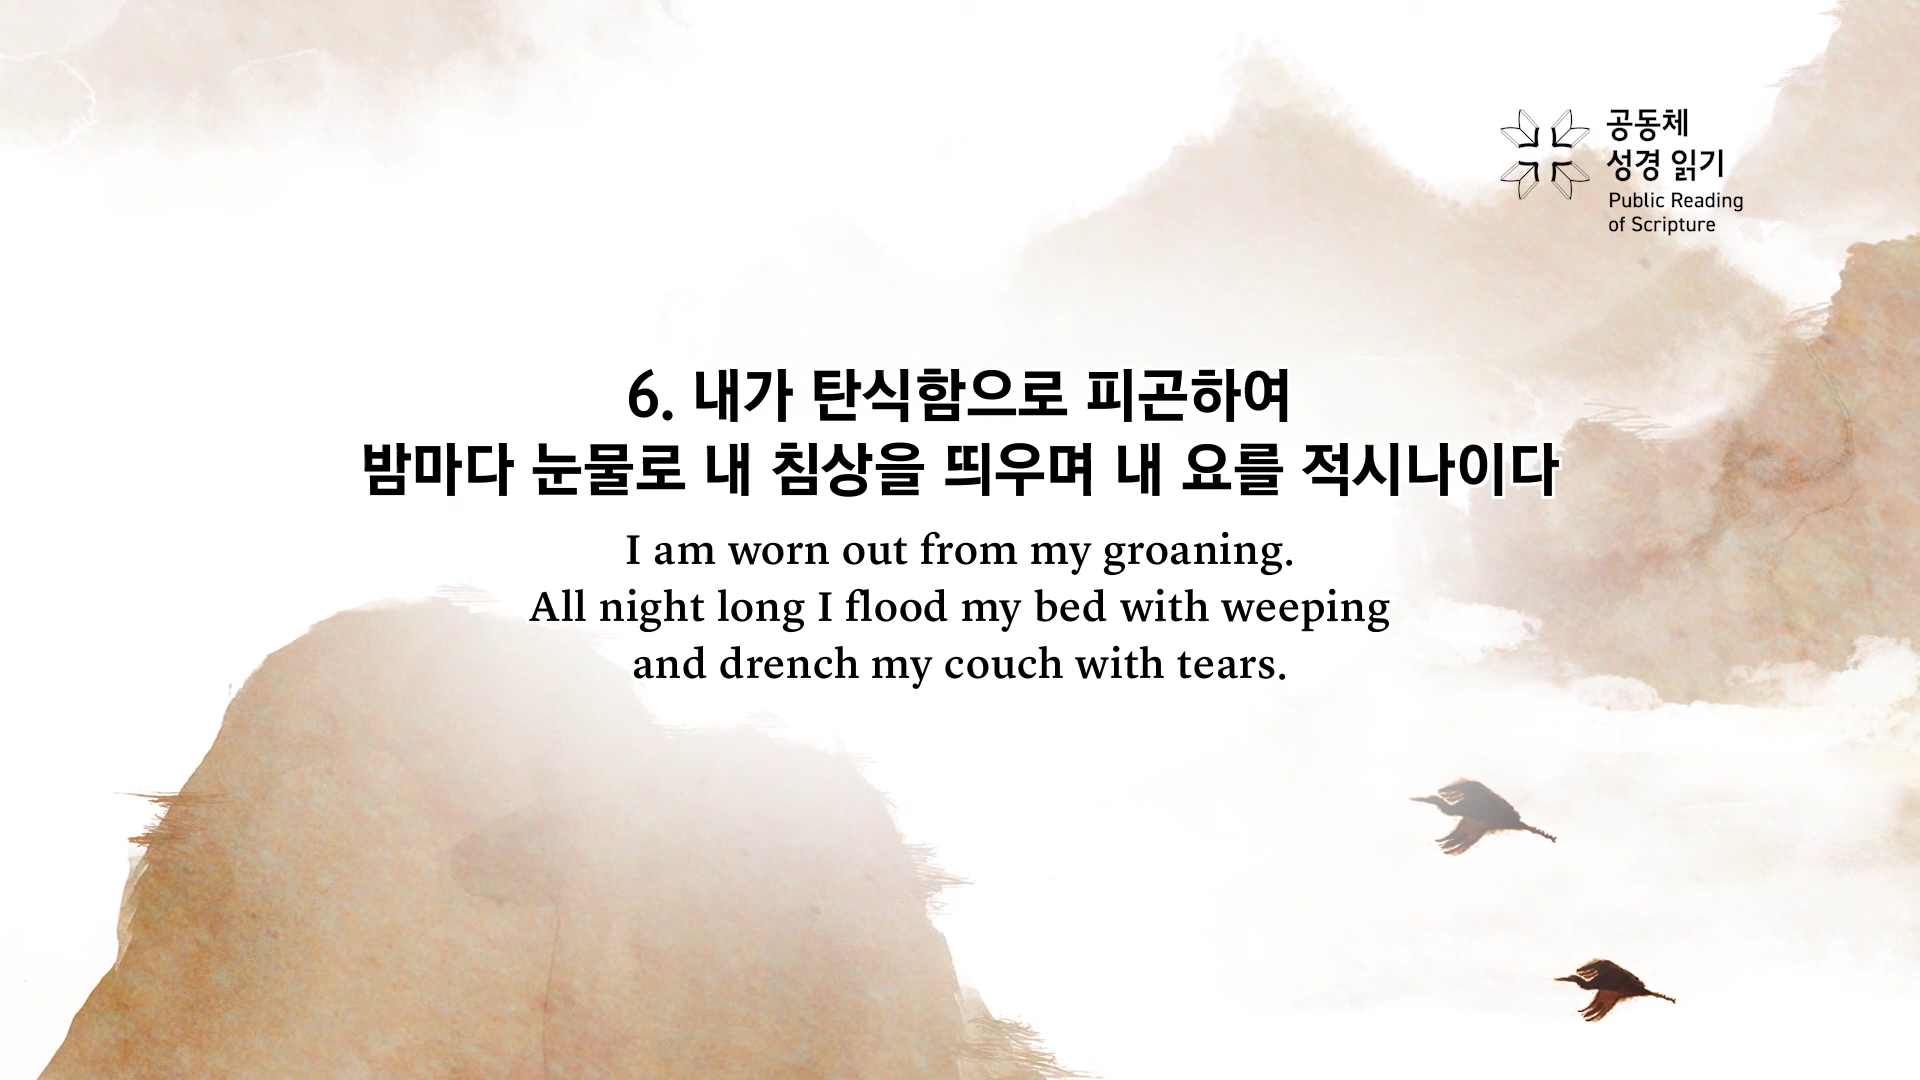 공동체
성경 읽기
Public Reading
of Scripture
6. 내가 탄식함으로 피곤하여
밤마다 눈물로 내 침상을 띄우며 내 요를 적시나이다
I am worn out from my groaning.
All night long I flood my bed with weeping
and drench my couch with tears.